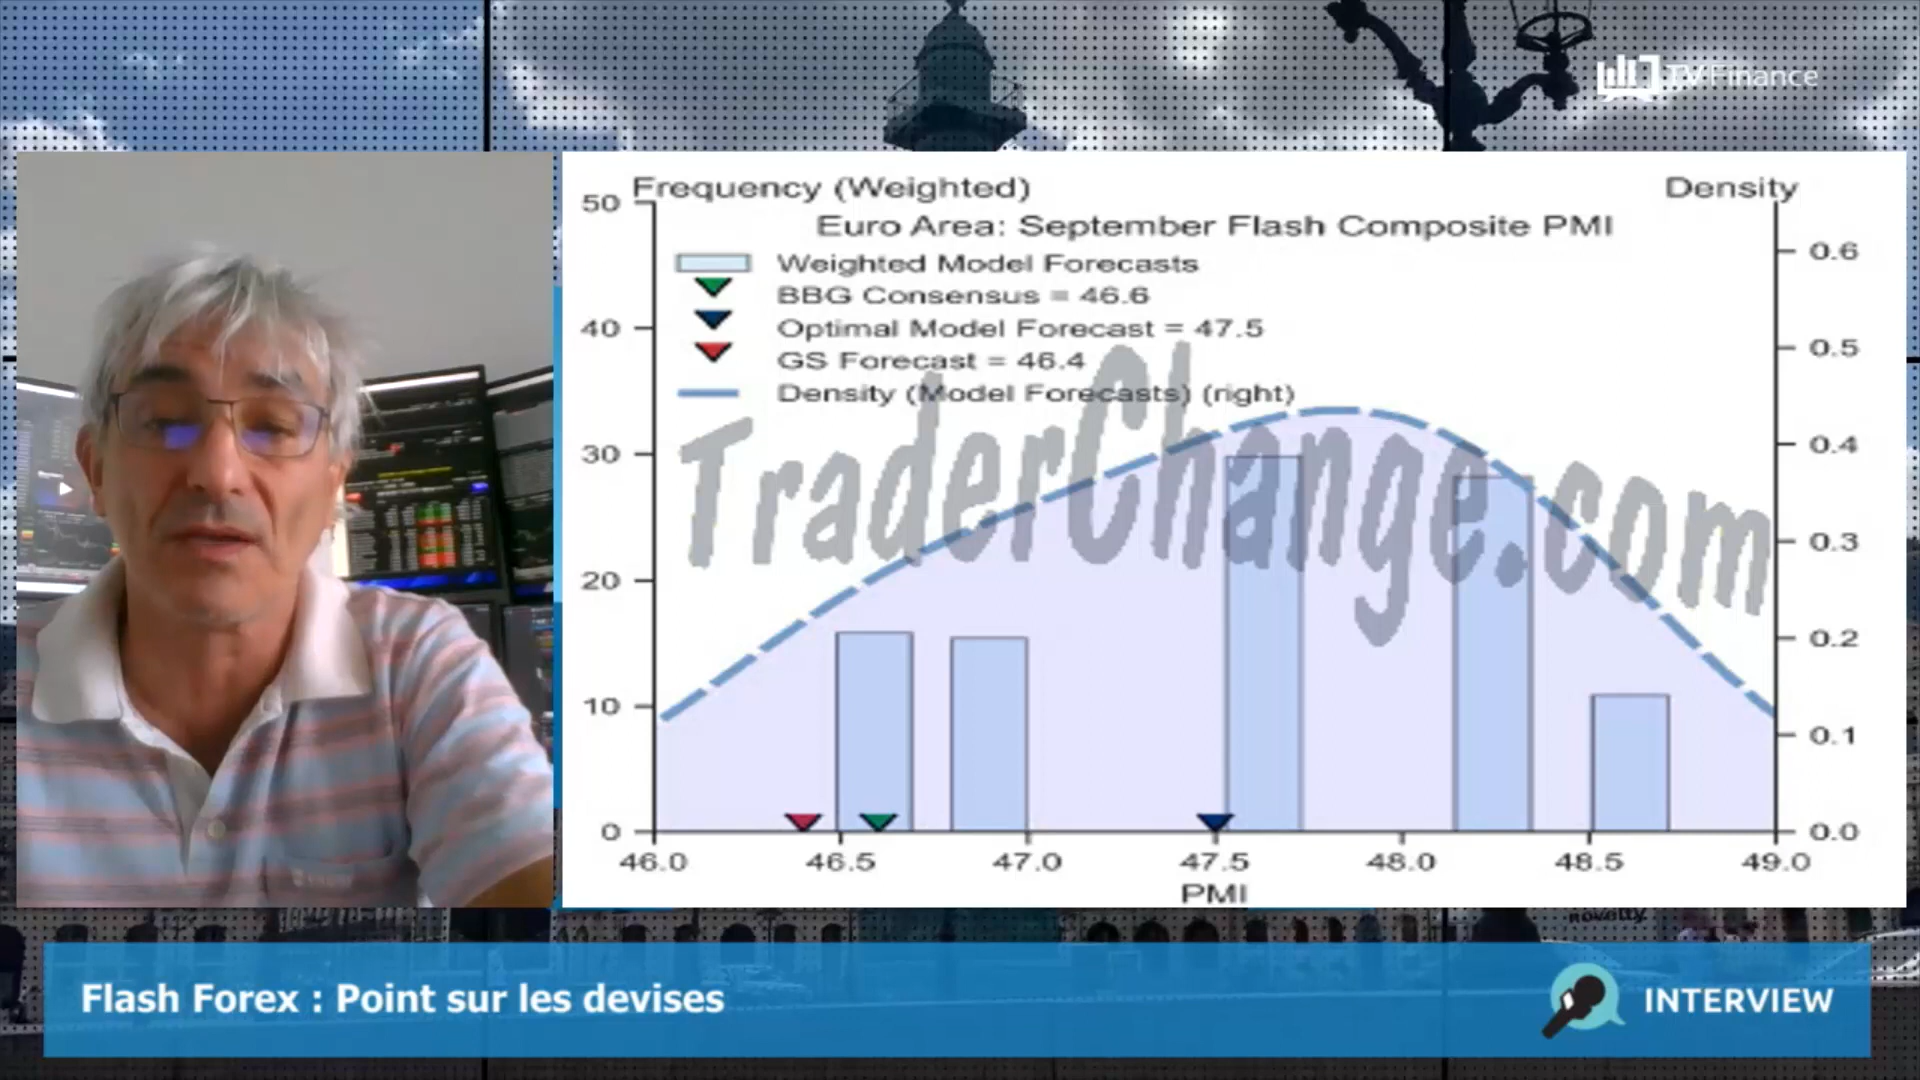 TV Finance
Frequency (Weighted)
Density
Euro Area: September Flash Composite PMI
Weighted Model Forecasts
BBG Consensus = 46.6
Optimal Model Forecast = 47.5
GS Forecast = 46.4
Density (Model Forecasts) (right)
TraderChange.com
50
40
30
20
10
0
0.6
0.5
0.4
0.3
0.2
0.1
0.0
46.0 46.5 47.0 47.5 48.0 48.5 49.0
PMI
novelty
Flash Forex : Point sur les devises
INTERVIEW